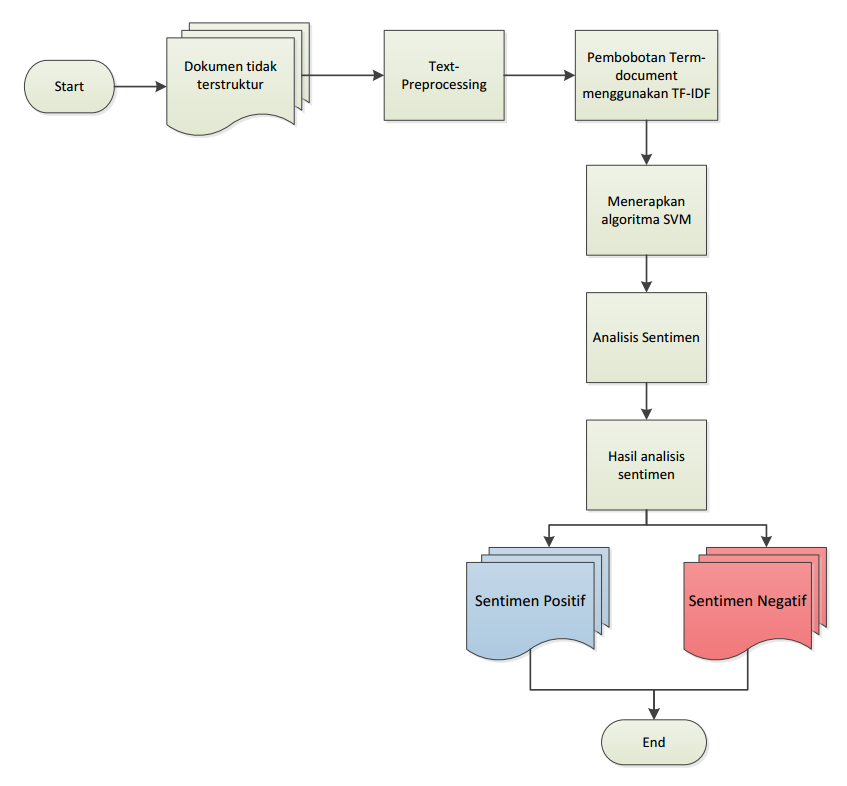 Start
Dokumen tidak
terstruktur
Text-
Preprocessing
Pembobotan Term-
document
menggunakan TF-IDF
Menerapkan
algoritma SVM
Analisis Sentimen
Hasil analisis
sentimen
Sentimen Positif
Sentimen Negatif
End